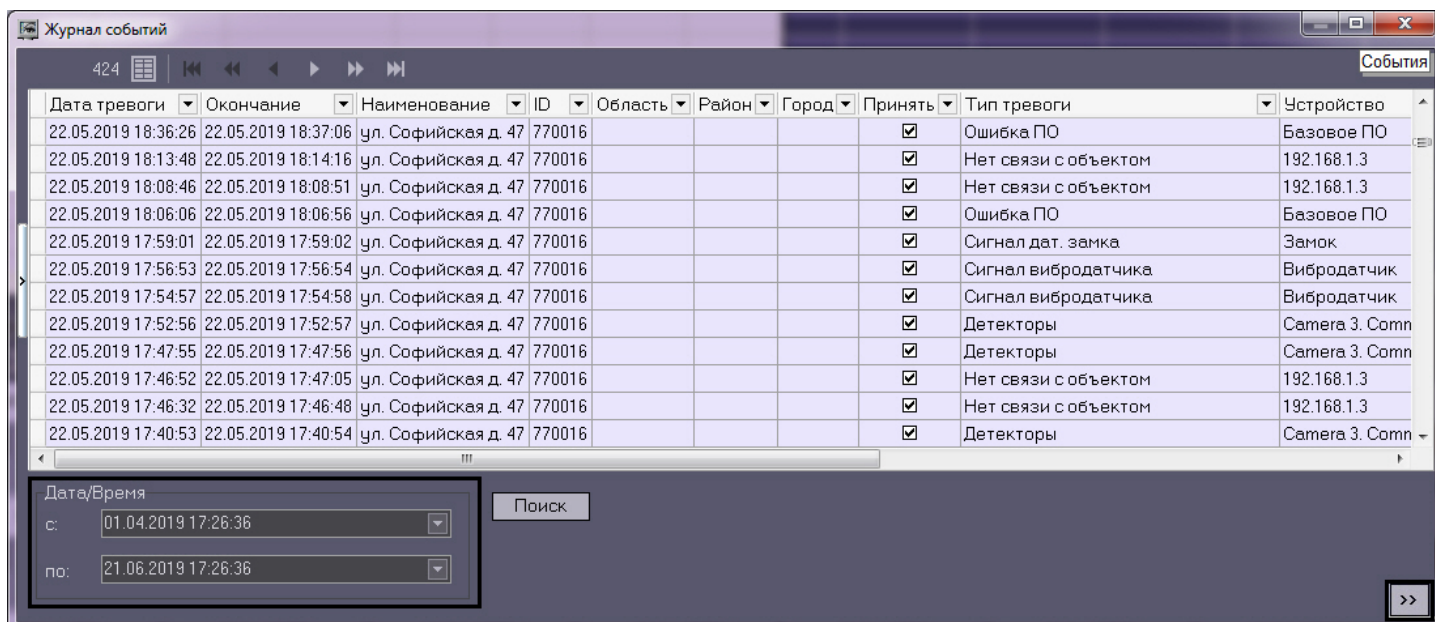 Журнал событий
424
События
Дата тревоги Окончание Наименование ID Область Район Город Принять Тип тревоги Устройство
22.05.2019 18:36:26 22.05.2019 18:37:06 ул. Софийская д. 47 770016 Ошибка ПО Базовое ПО
22.05.2019 18:13:48 22.05.2019 18:14:16 ул. Софийская д. 47 770016 Нет связи с объектом 192.168.1.3
22.05.2019 18:08:46 22.05.2019 18:08:51 ул. Софийская д. 47 770016 Нет связи с объектом 192.168.1.3
22.05.2019 18:06:06 22.05.2019 18:06:56 ул. Софийская д. 47 770016 Ошибка ПО Базовое ПО
22.05.2019 17:59:01 22.05.2019 17:59:02 ул. Софийская д. 47 770016 Сигнал дат. замка Замок
22.05.2019 17:56:53 22.05.2019 17:56:54 ул. Софийская д. 47 770016 Сигнал вибродатчика Вибродатчик
22.05.2019 17:54:57 22.05.2019 17:54:58 ул. Софийская д. 47 770016 Сигнал вибродатчика Вибродатчик
22.05.2019 17:52:56 22.05.2019 17:52:57 ул. Софийская д. 47 770016 Детекторы Camera 3. Comm
22.05.2019 17:47:55 22.05.2019 17:47:56 ул. Софийская д. 47 770016 Детекторы Camera 3. Comm
22.05.2019 17:46:52 22.05.2019 17:47:05 ул. Софийская д. 47 770016 Нет связи с объектом 192.168.1.3
22.05.2019 17:46:32 22.05.2019 17:46:48 ул. Софийская д. 47 770016 Нет связи с объектом 192.168.1.3
22.05.2019 17:40:53 22.05.2019 17:40:54 ул. Софийская д. 47 770016 Детекторы Camera 3. Comm
Дата/Время
с: 01.04.2019 17:26:36
Поиск
по: 21.06.2019 17:26:36
>>